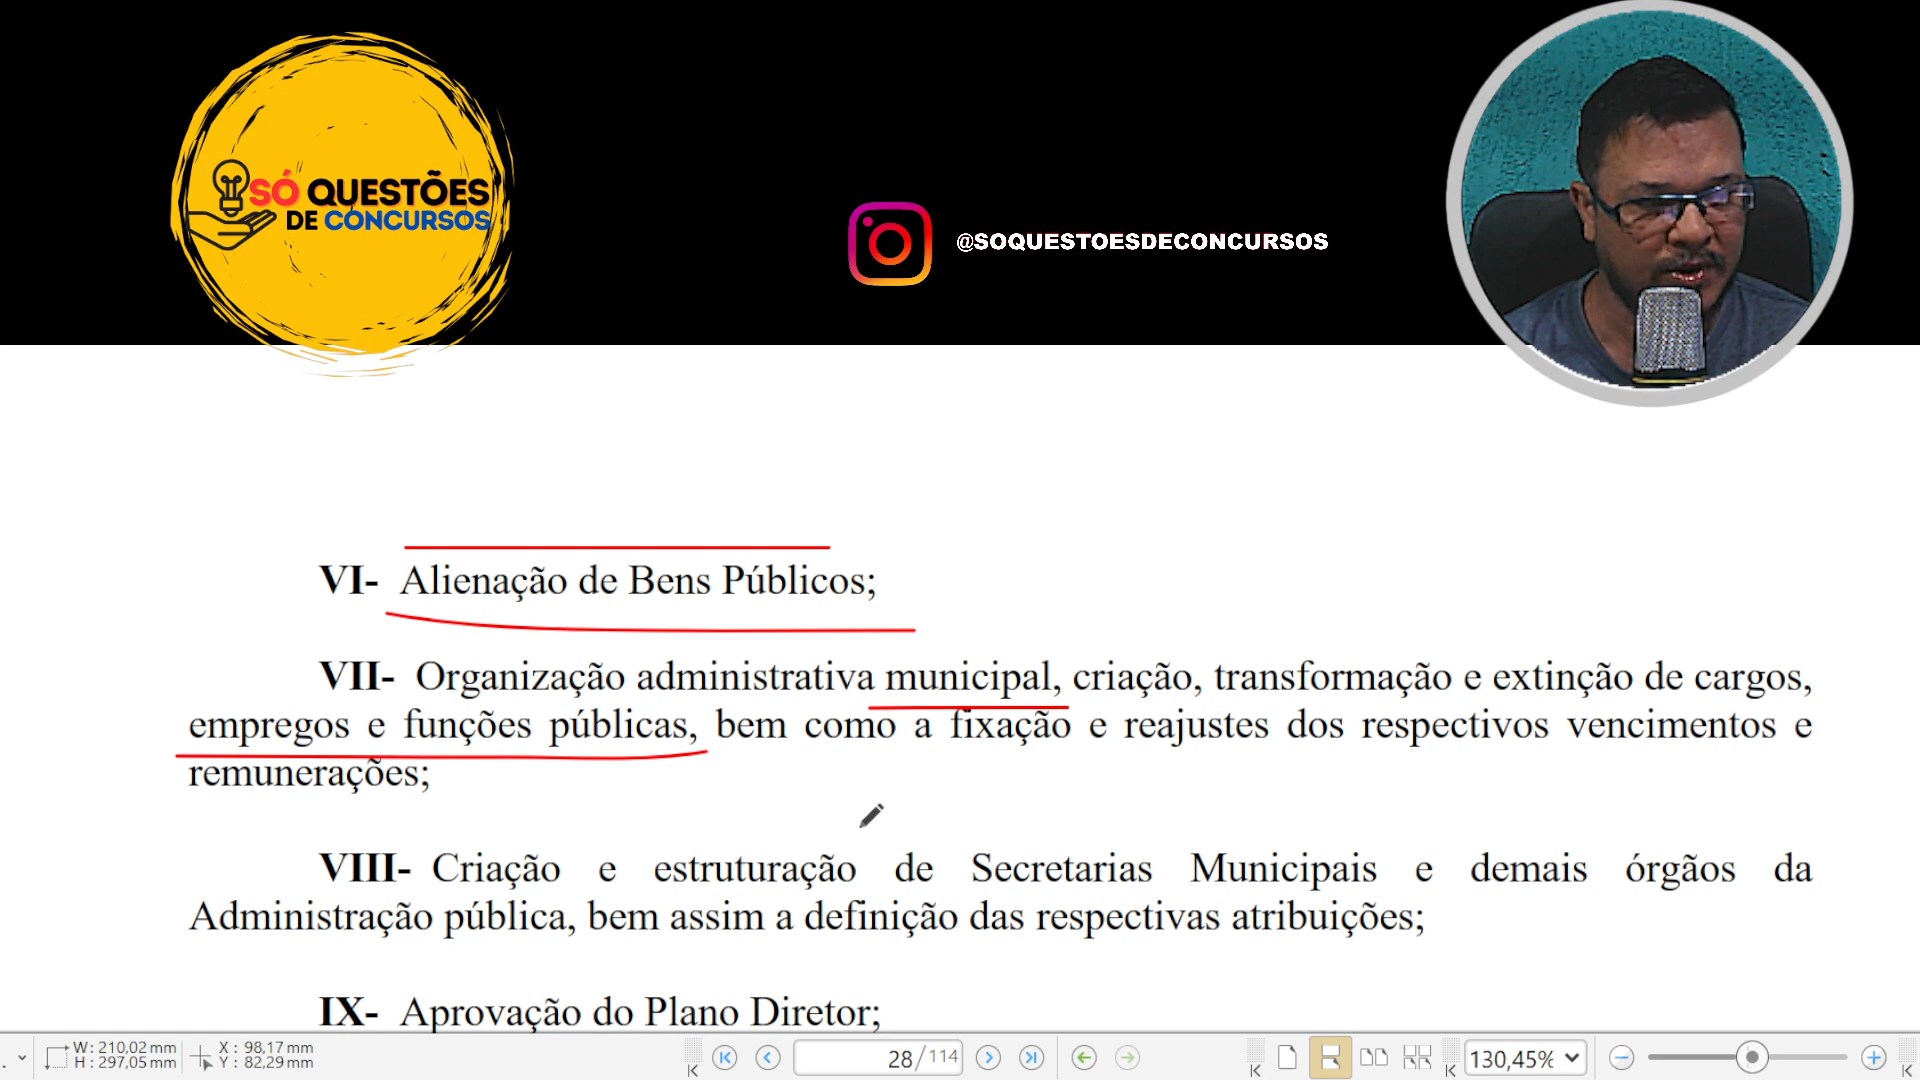 SÓ QUESTÕES
DE CONCURSOS
@SOQUESTOESDECONCURSOS
VI- Alienação de Bens Públicos;
VII- Organização administrativa municipal, criação, transformação e extinção de cargos,
empregos e funções públicas, bem como a fixação e reajustes dos respectivos vencimentos e
remunerações;
VIII- Criação e estruturação de Secretarias Municipais e demais órgãos da
Administração pública, bem assim a definição das respectivas atribuições;
IX- Aprovação do Plano Diretor;
W: 210,02 mm X : 98,17 mm 28/114 130,45%
H : 297,05 mm Y : 82,29 mm